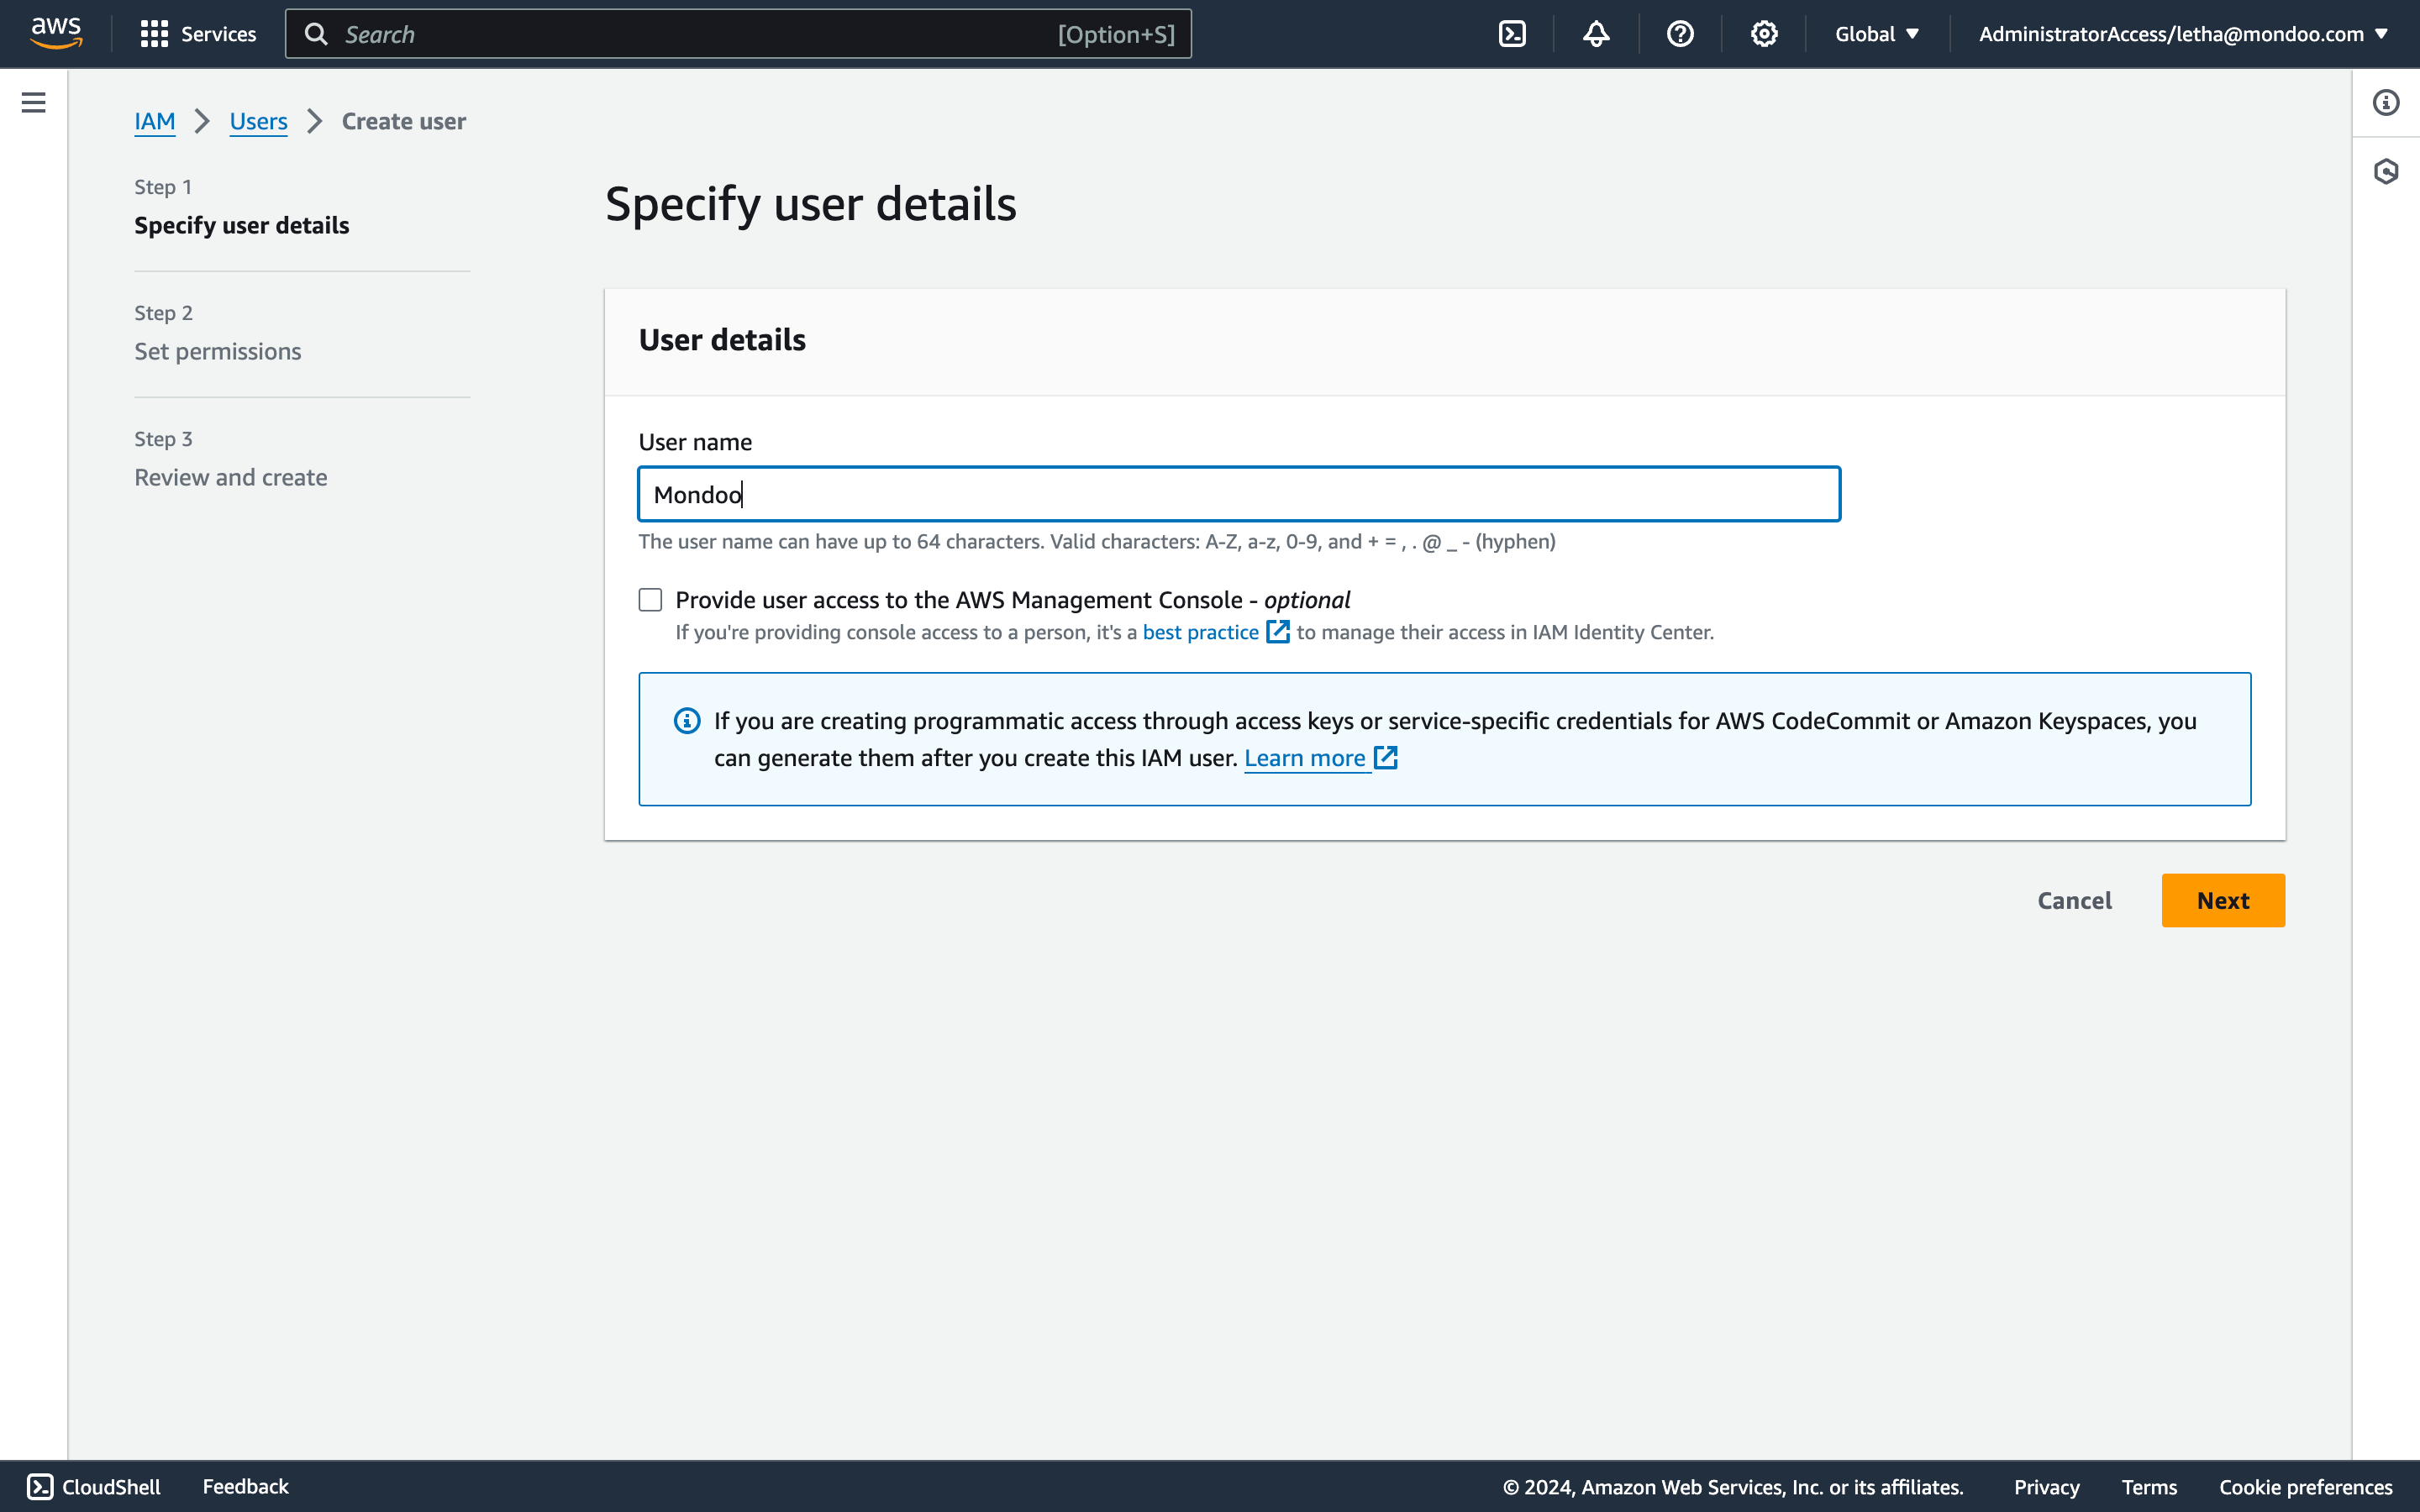 aws
Services
Search
[Option+S]
Global
AdministratorAccess/letha@mondoo.com
IAM
Users
Create user
Step 1
Specify user details
Step 2
Set permissions
Step 3
Review and create
Specify user details
User details
User name
Mondoo
The user name can have up to 64 characters. Valid characters: A-Z, a-z, 0-9, and + = , . @ _ - (hyphen)
Provide user access to the AWS Management Console - optional
If you're providing console access to a person, it's a best practice to manage their access in IAM Identity Center.
If you are creating programmatic access through access keys or service-specific credentials for AWS CodeCommit or Amazon Keyspaces, you
can generate them after you create this IAM user. Learn more
Cancel
Next
CloudShell
Feedback
© 2024, Amazon Web Services, Inc. or its affiliates.
Privacy
Terms
Cookie preferences